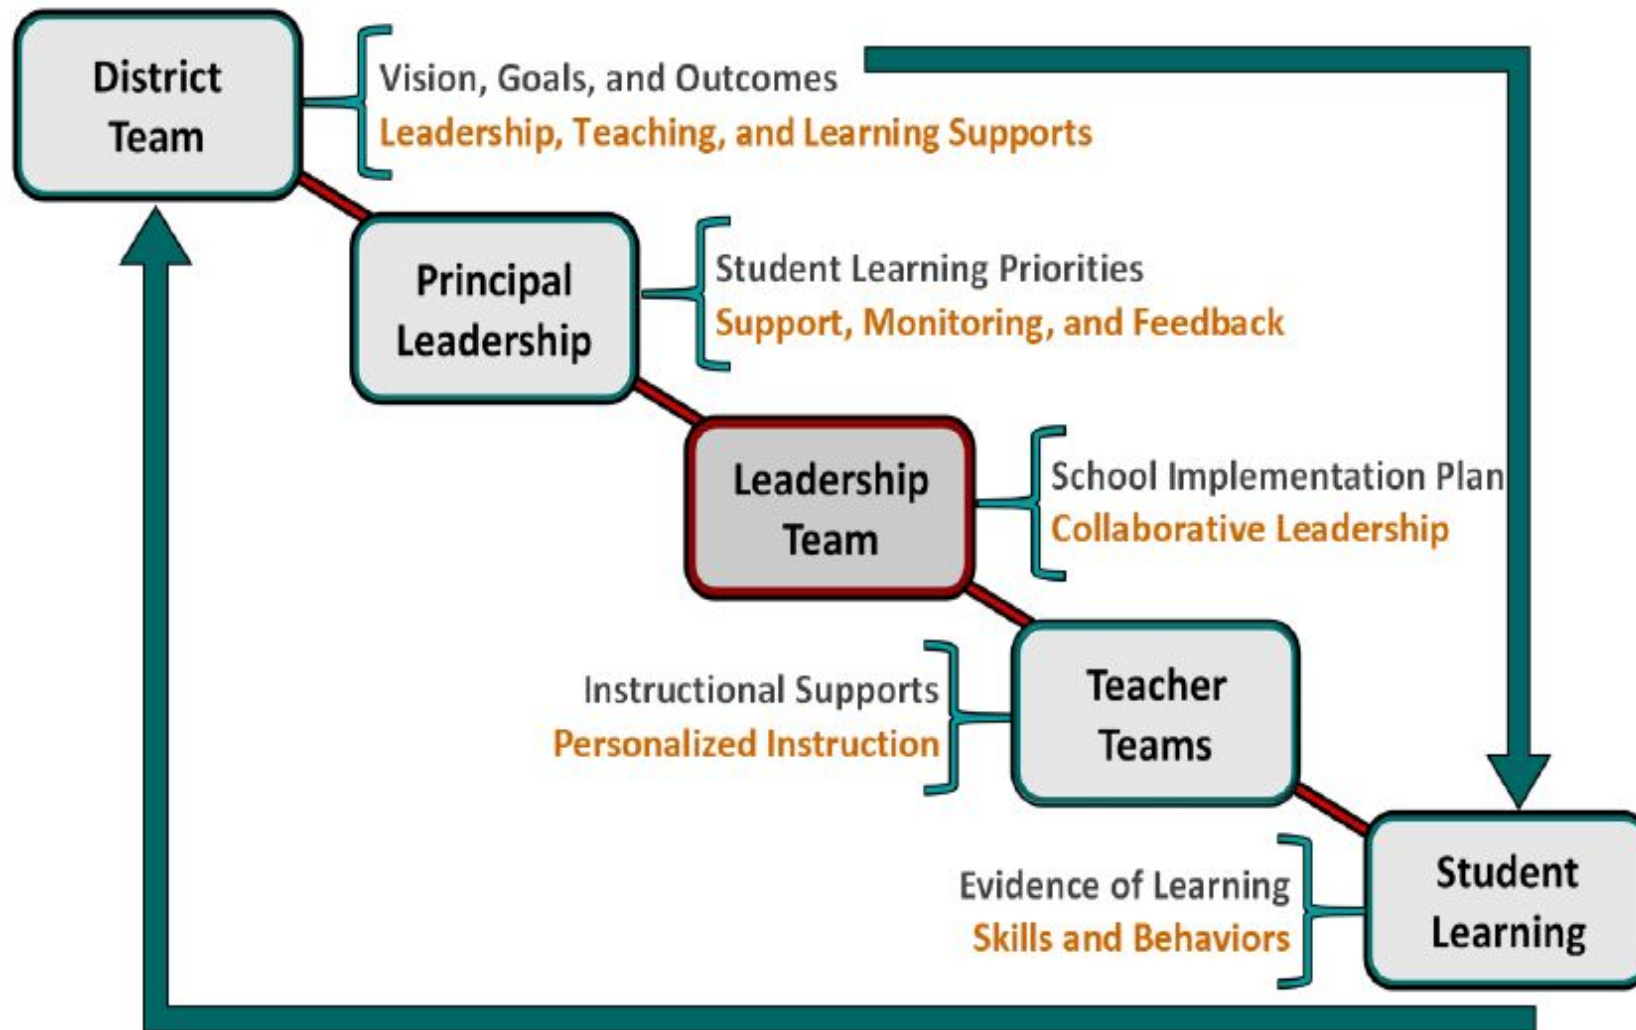 District
Team
Vision, Goals, and Outcomes
Leadership, Teaching, and Learning Supports
Principal
Leadership
Student Learning Priorities
Support, Monitoring, and Feedback
Leadership
Team
School Implementation Plan
Collaborative Leadership
Instructional Supports
Personalized Instruction
Teacher
Teams
Evidence of Learning
Skills and Behaviors
Student
Learning